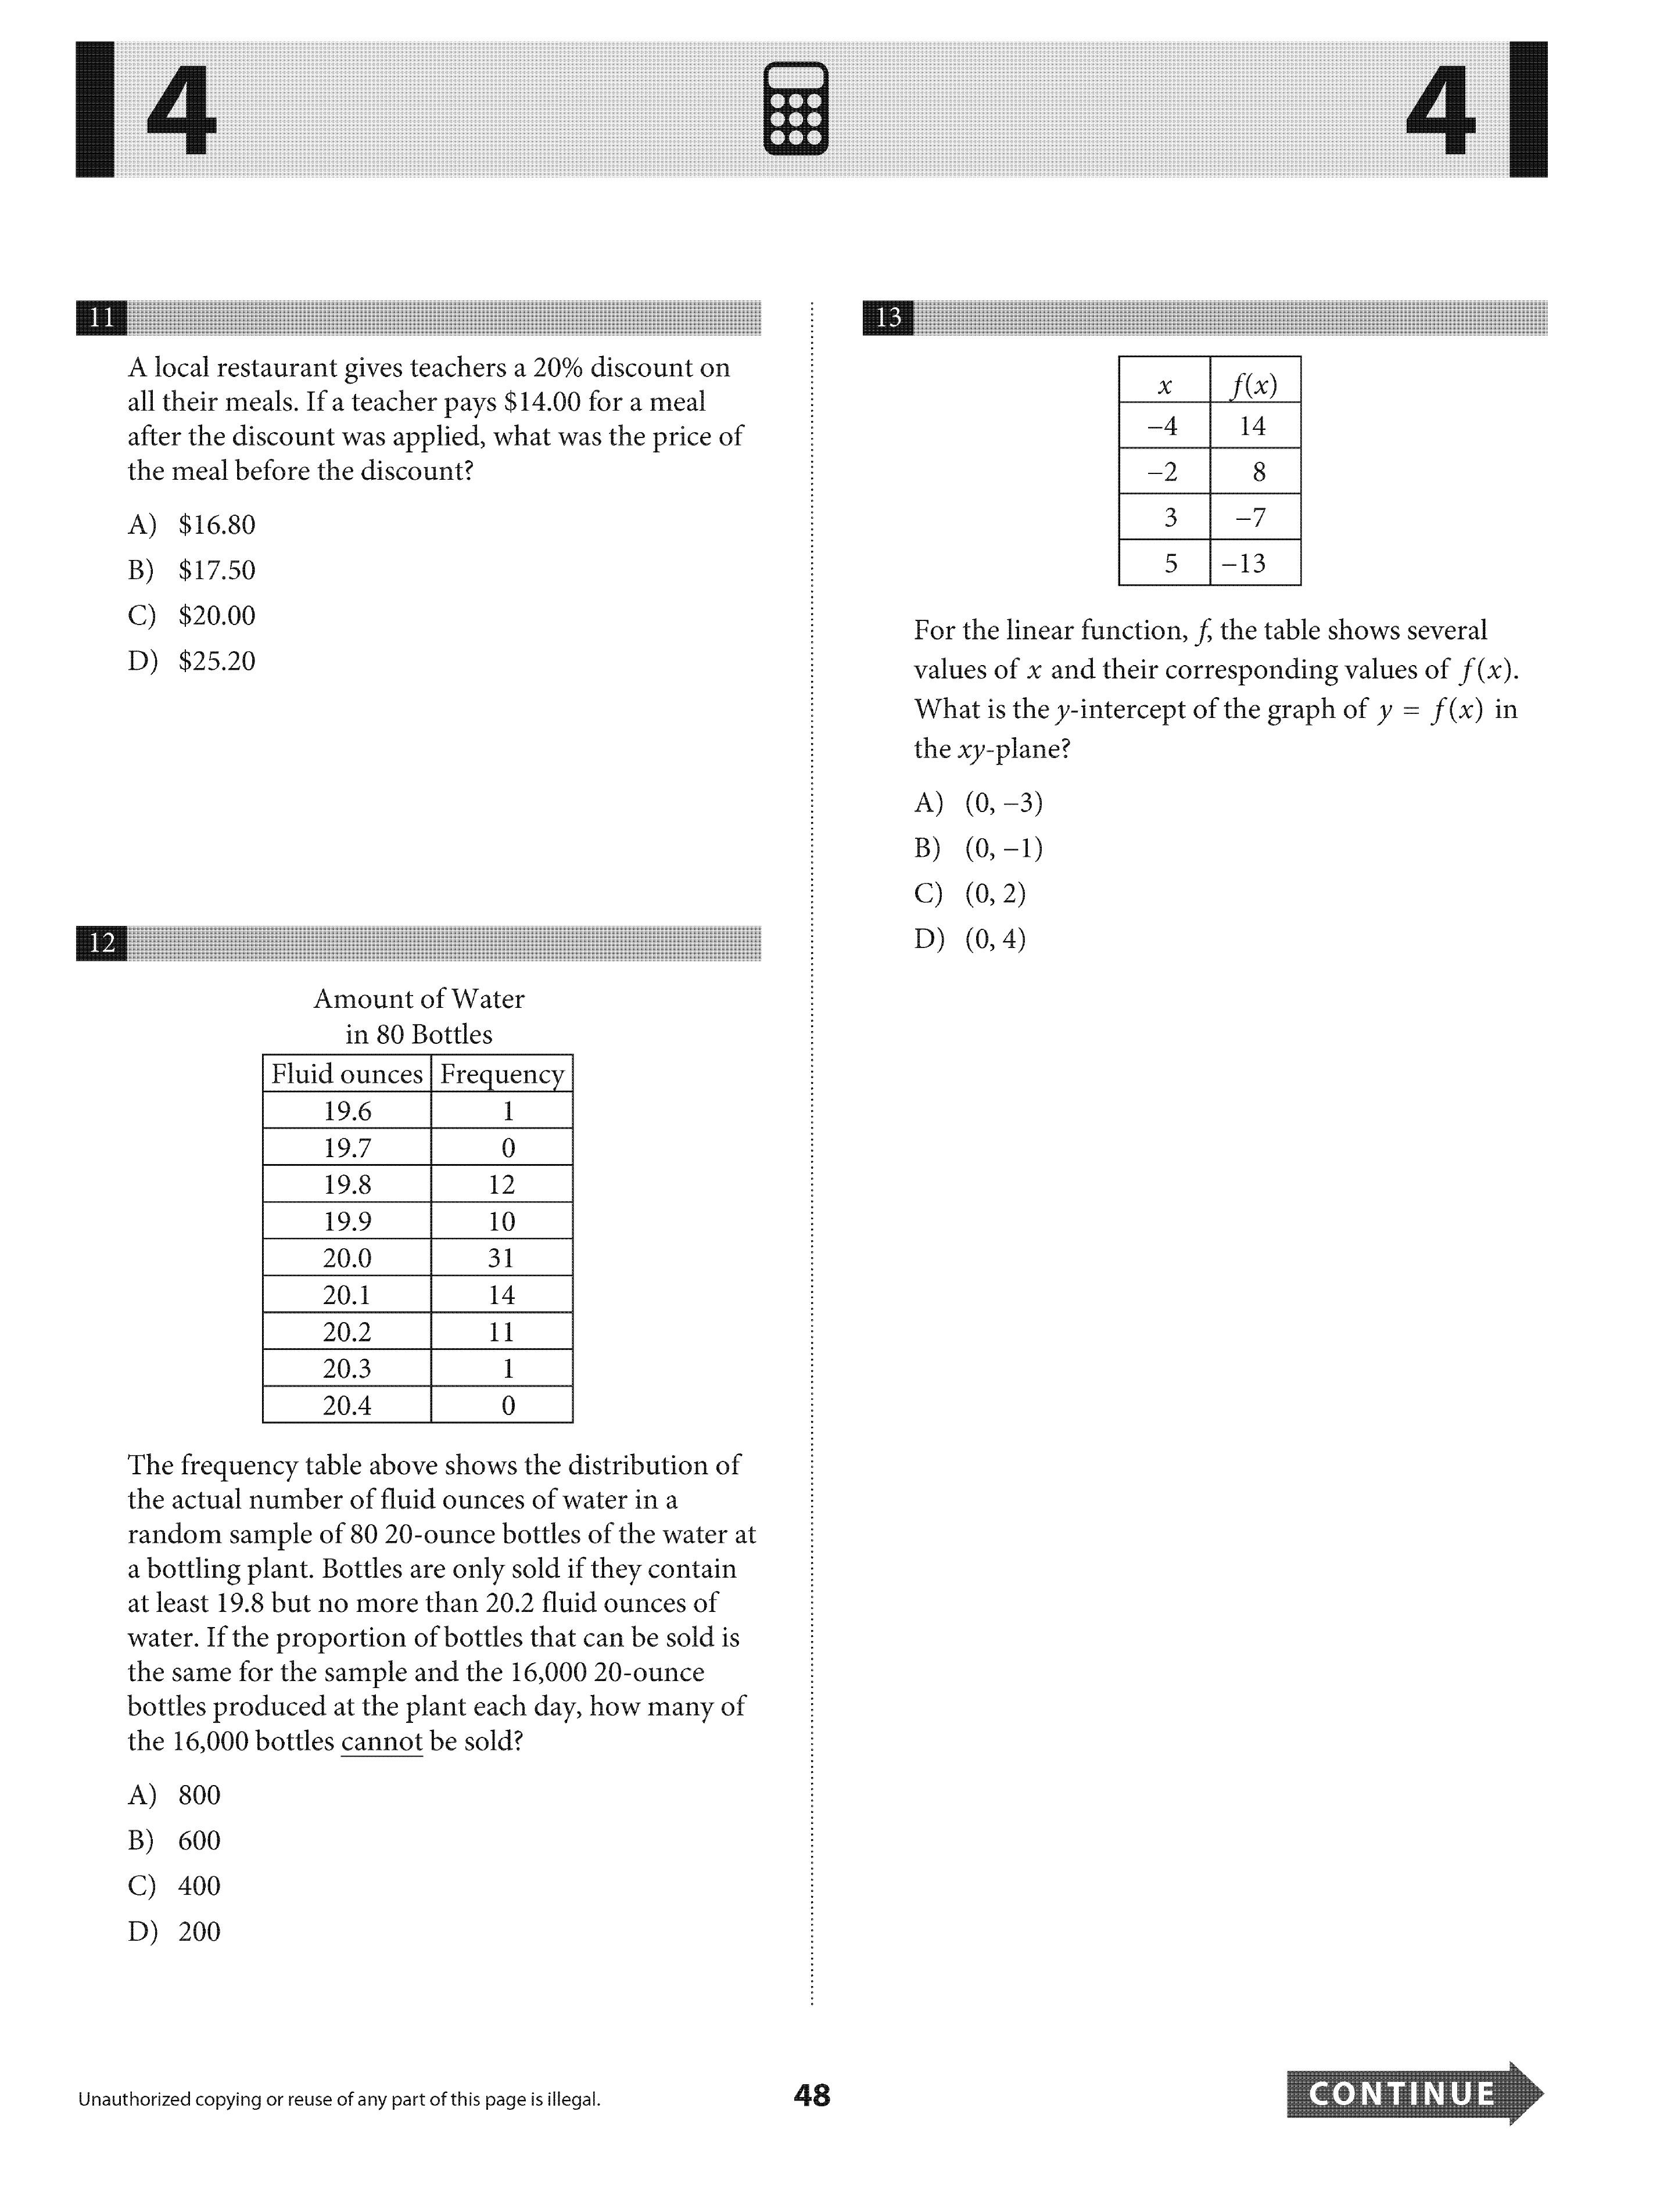 4 4
11
A local restaurant gives teachers a 20% discount on
all their meals. If a teacher pays $14.00 for a meal
after the discount was applied, what was the price of
the meal before the discount?
A) $16.80
B) $17.50
C) $20.00
D) $25.20
12
Amount of Water
in 80 Bottles
Fluid ounces Frequency
19.6 1
19.7 0
19.8 12
19.9 10
20.0 31
20.1 14
20.2 11
20.3 1
20.4 0
The frequency table above shows the distribution of
the actual number of fluid ounces of water in a
random sample of 80 20-ounce bottles of the water at
a bottling plant. Bottles are only sold if they contain
at least 19.8 but no more than 20.2 fluid ounces of
water. If the proportion of bottles that can be sold is
the same for the sample and the 16,000 20-ounce
bottles produced at the plant each day, how many of
the 16,000 bottles cannot be sold?
A) 800
B) 600
C) 400
D) 200
13
x f(x)
–4 14
–2 8
3 –7
5 –13
For the linear function, f, the table shows several
values of x and their corresponding values of f(x).
What is the y-intercept of the graph of y = f(x) in
the xy-plane?
A) (0, –3)
B) (0, –1)
C) (0, 2)
D) (0, 4)
Unauthorized copying or reuse of any part of this page is illegal.
48
CONTINUE